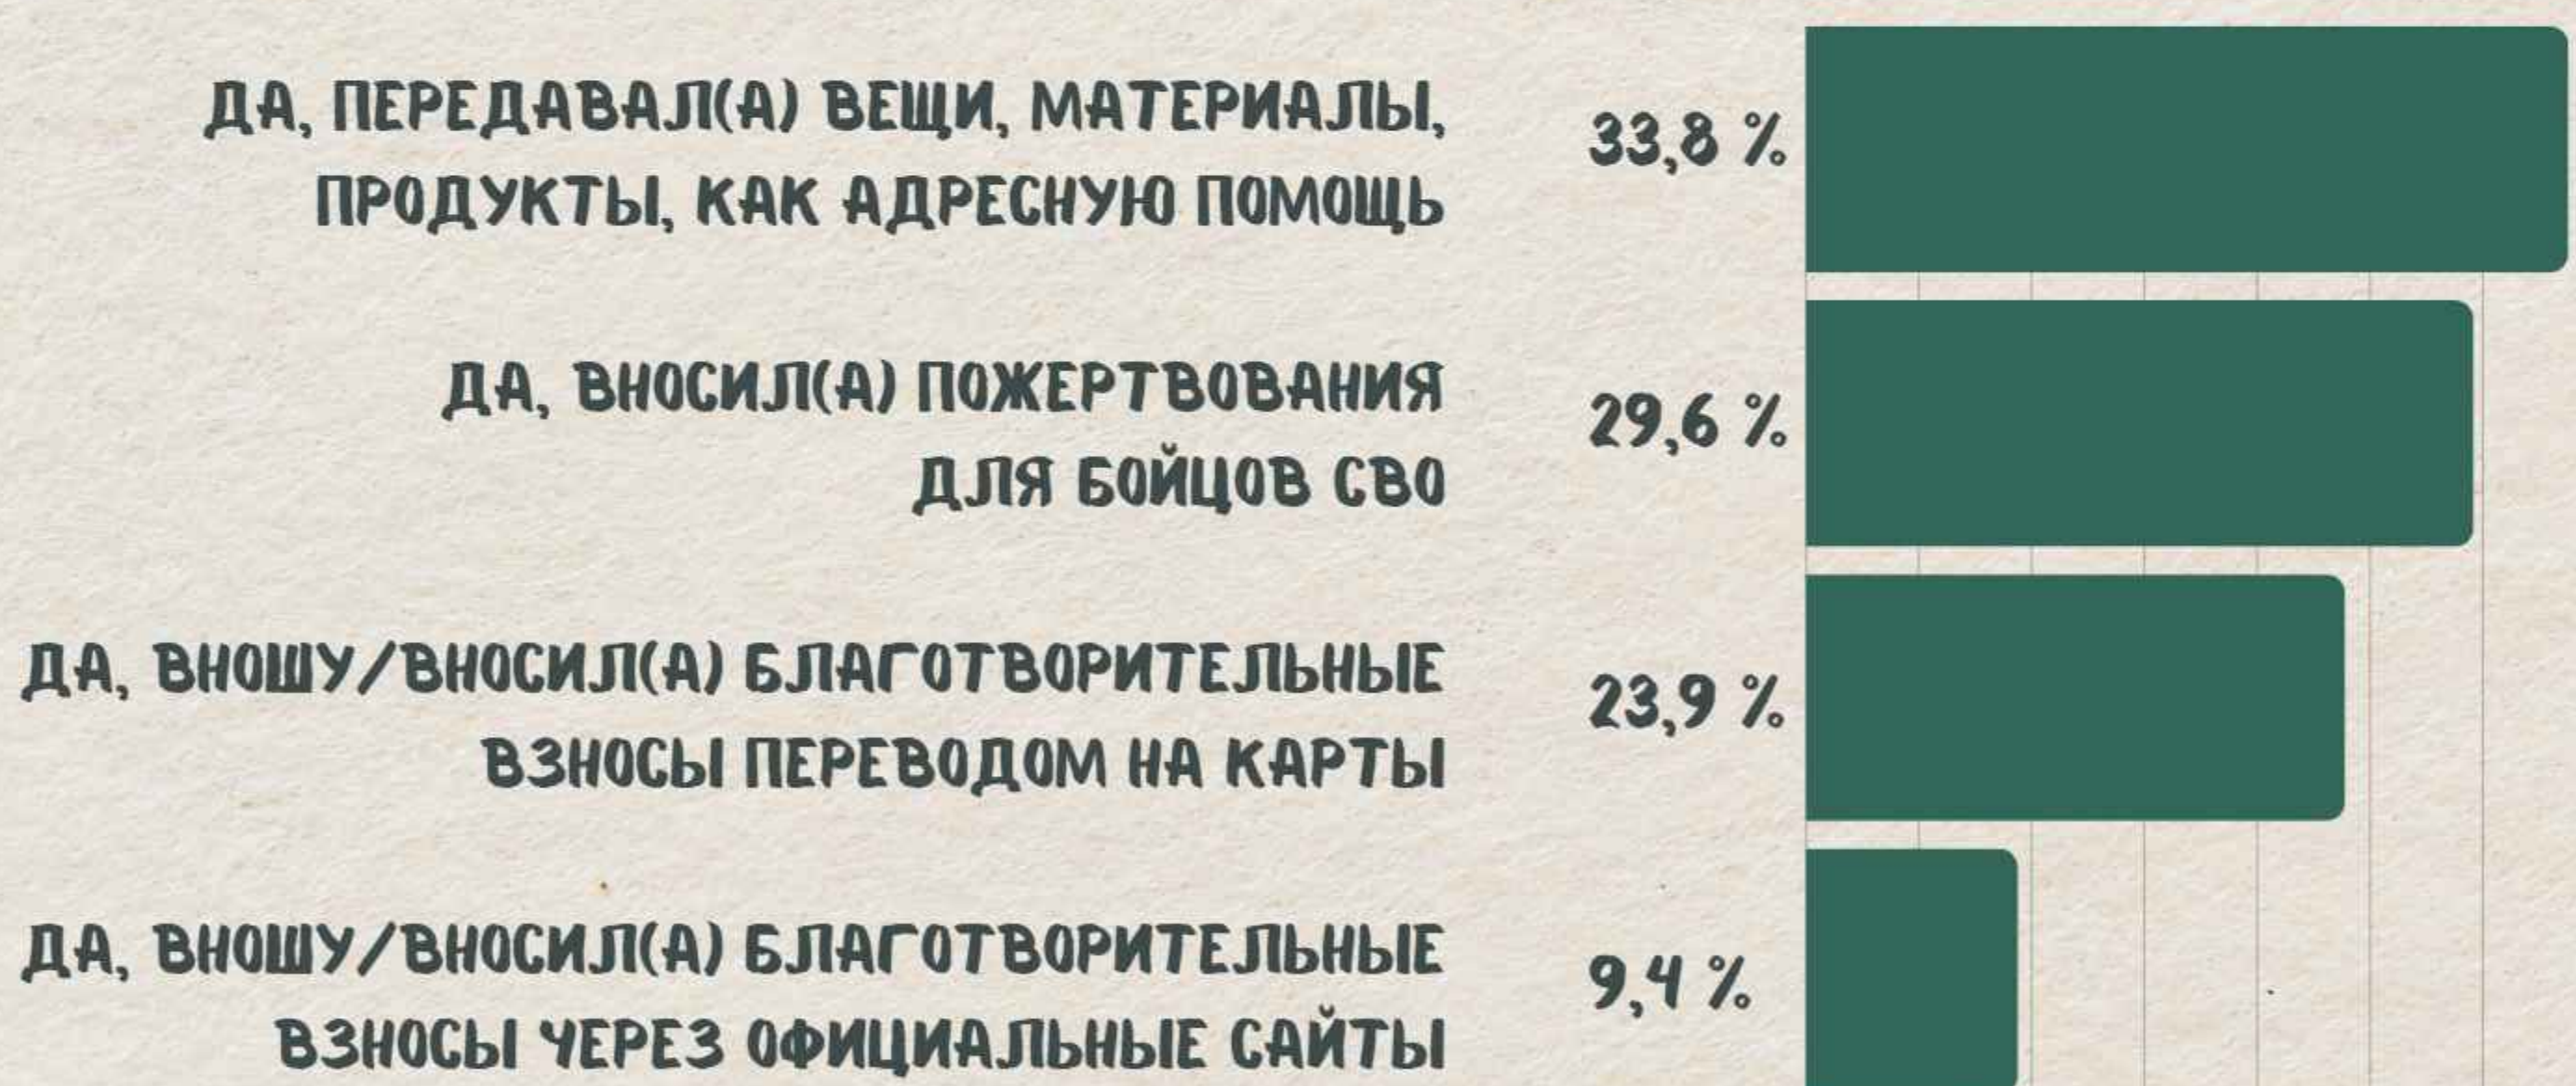 ДА, ПЕРЕДАВАЛ(А) ВЕЩИ, МАТЕРИАЛЫ,
ПРОДУКТЫ, КАК АДРЕСНУЮ ПОМОЩЬ
33,8 %
ДА, ВНОСИЛ(А) ПОЖЕРТВОВАНИЯ
ДЛЯ БОЙЦОВ СВО
29,6 %
ДА, ВНОШУ/ВНОСИЛ(А) БЛАГОТВОРИТЕЛЬНЫЕ
ВЗНОСЫ ПЕРЕВОДОМ НА КАРТЫ
23,9 %
ДА, ВНОШУ/ВНОСИЛ(А) БЛАГОТВОРИТЕЛЬНЫЕ
ВЗНОСЫ ЧЕРЕЗ ОФИЦИАЛЬНЫЕ САЙТЫ
9,4 %